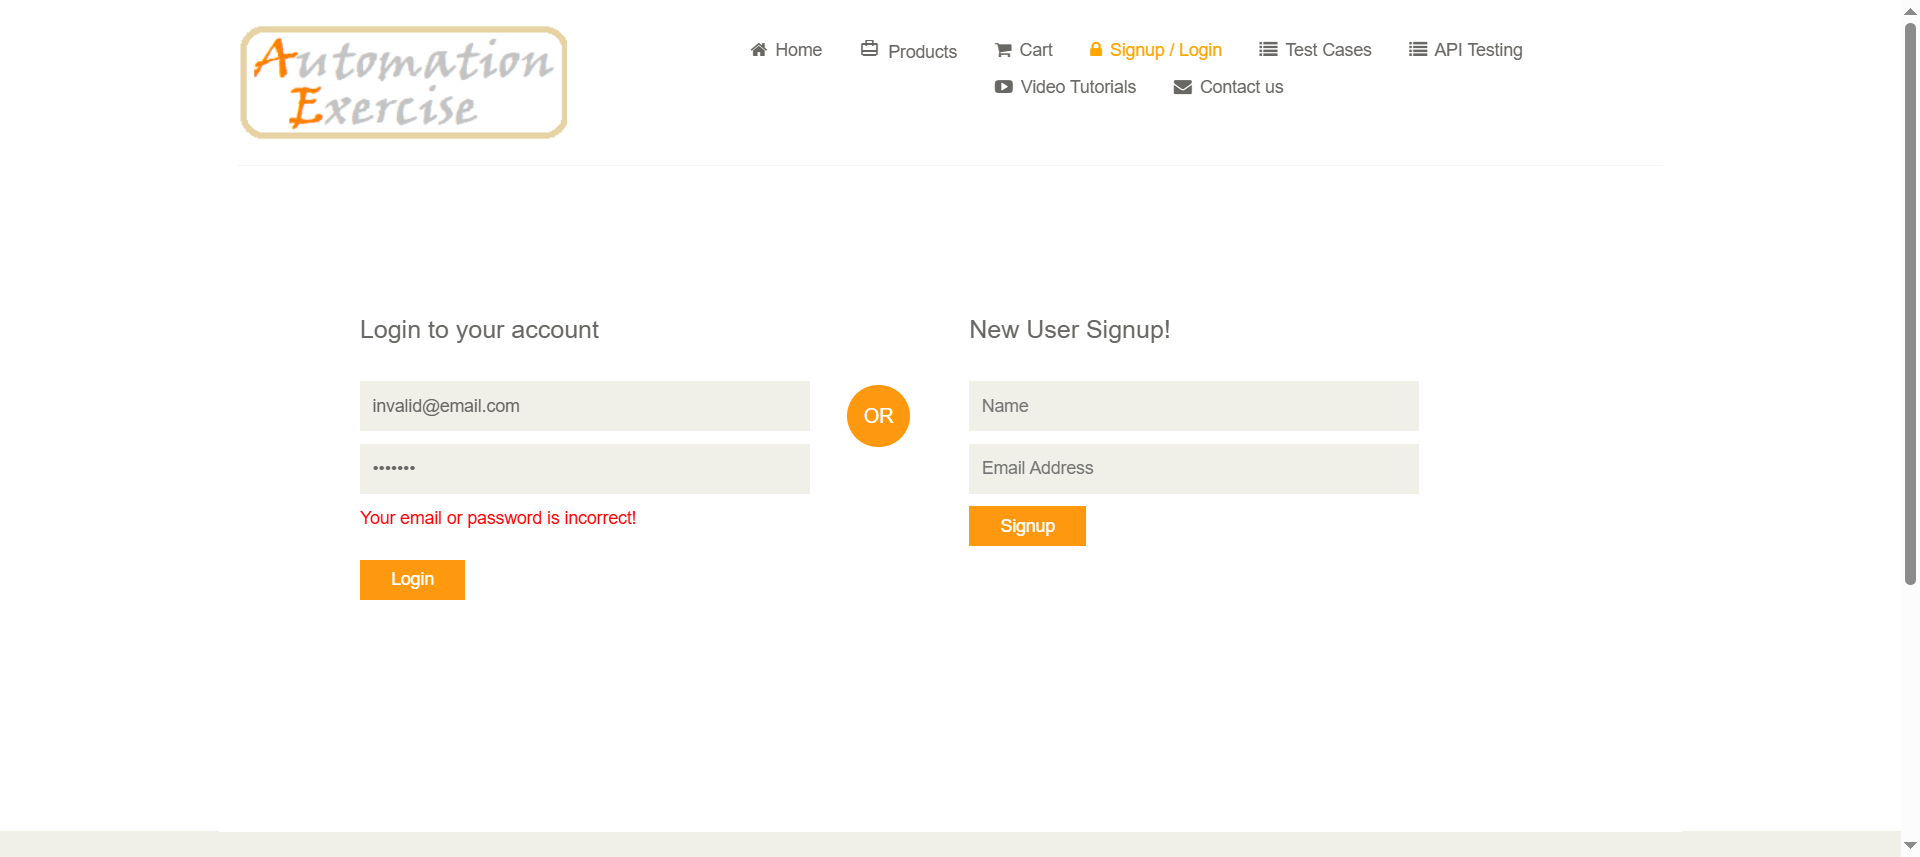 Automation
Exercise
Home
Products
Cart
Signup / Login
Test Cases
API Testing
Video Tutorials
Contact us
Login to your account
invalid@email.com
•••••••
Your email or password is incorrect!
Login
OR
New User Signup!
Name
Email Address
Signup